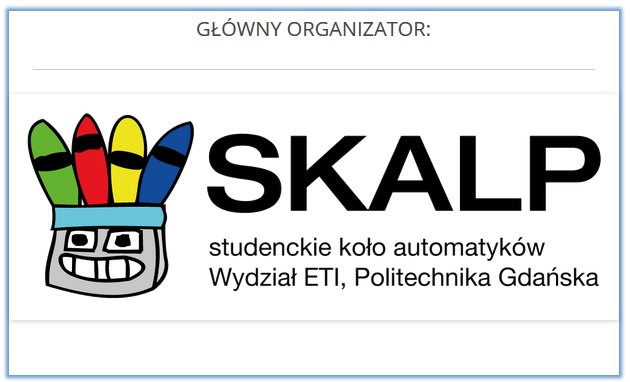 GŁÓWNY ORGANIZATOR:
SKALP
studenckie koło automatyków
Wydział ETI, Politechnika Gdańska